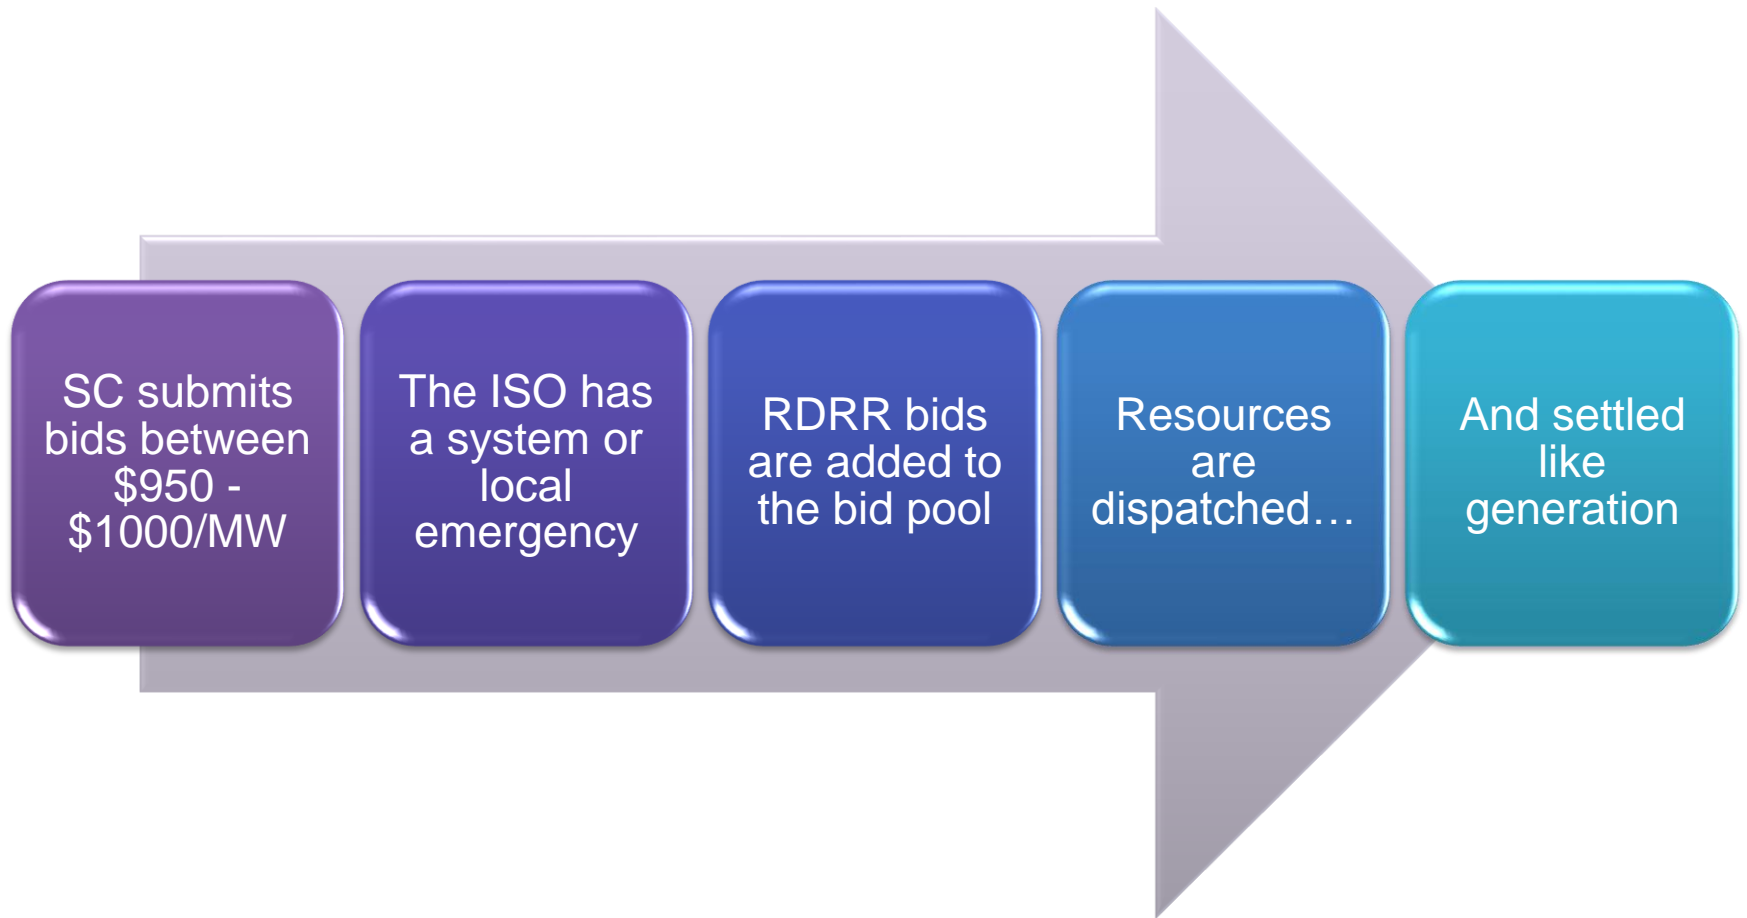 SC submits
bids between
$950 -
$1000/MW
The ISO has
a system or
local
emergency
RDRR bids
are added to
the bid pool
Resources
are
dispatched…
And settled
like
generation